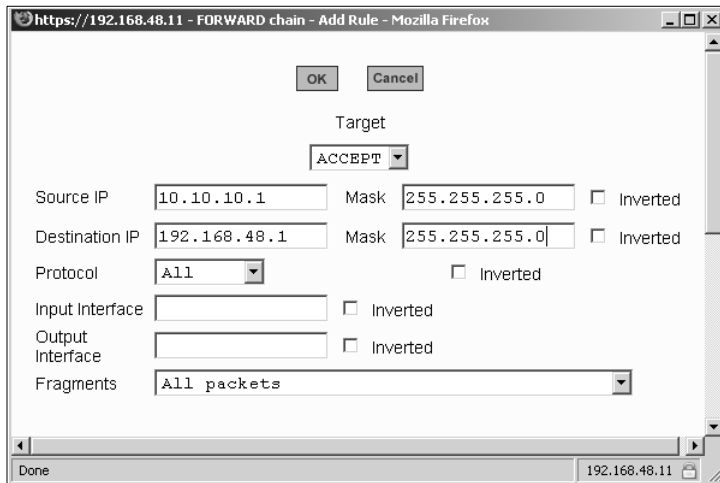 https://192.168.48.11 - FORWARD chain - Add Rule - Mozilla Firefox
OK Cancel
Target
ACCEPT
Source IP 10.10.10.1 Mask 255.255.255.0 Inverted
Destination IP 192.168.48.1 Mask 255.255.255.0 Inverted
Protocol All Inverted
Input Interface Inverted
Output
Interface Inverted
Fragments All packets
Done 192.168.48.11